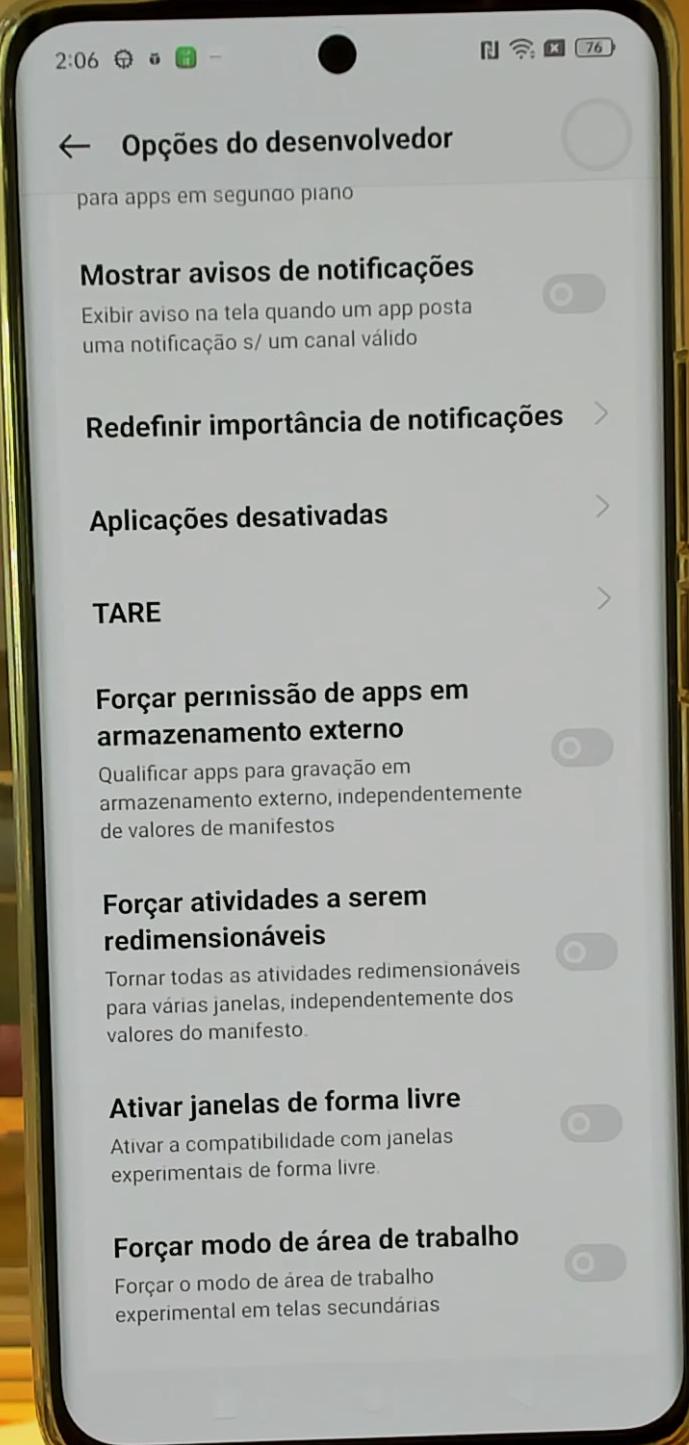 2:06
76
Opções do desenvolvedor
para apps em segundo plano
Mostrar avisos de notificações
Exibir aviso na tela quando um app posta
uma notificação s/ um canal válido
Redefinir importância de notificações
Aplicações desativadas
TARE
Forçar permissão de apps em
armazenamento externo
Qualificar apps para gravação em
armazenamento externo, independentemente
de valores de manifestos
Forçar atividades a serem
redimensionáveis
Tornar todas as atividades redimensionáveis
para várias janelas, independentemente dos
valores do manifesto.
Ativar janelas de forma livre
Ativar a compatibilidade com janelas
experimentais de forma livre.
Forçar modo de área de trabalho
Forçar o modo de área de trabalho
experimental em telas secundárias